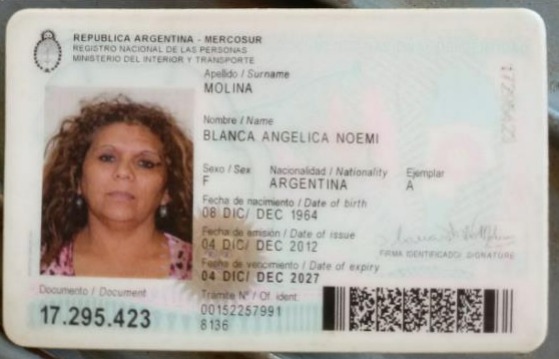 REPUBLICA ARGENTINA - MERCOSUR
REGISTRO NACIONAL DE LAS PERSONAS
MINISTERIO DEL INTERIOR Y TRANSPORTE
Apellido / Surname
MOLINA
Nombre / Name
BLANCA ANGELICA NOEMI
Sexo / Sex Nacionalidad / Nationality Ejemplar
F ARGENTINA A
Fecha de nacimiento / Date of birth
08 DIC/ DEC 1964
Fecha de emisión / Date of issue
04 DIC/ DEC 2012
Fecha de vencimiento / Date of expiry
04 DIC/ DEC 2027
FIRMA IDENTIFICADO/ SIGNATURE
Documento / Document
17.295.423
Trámite N° / Of. ident.
00152257991
8136